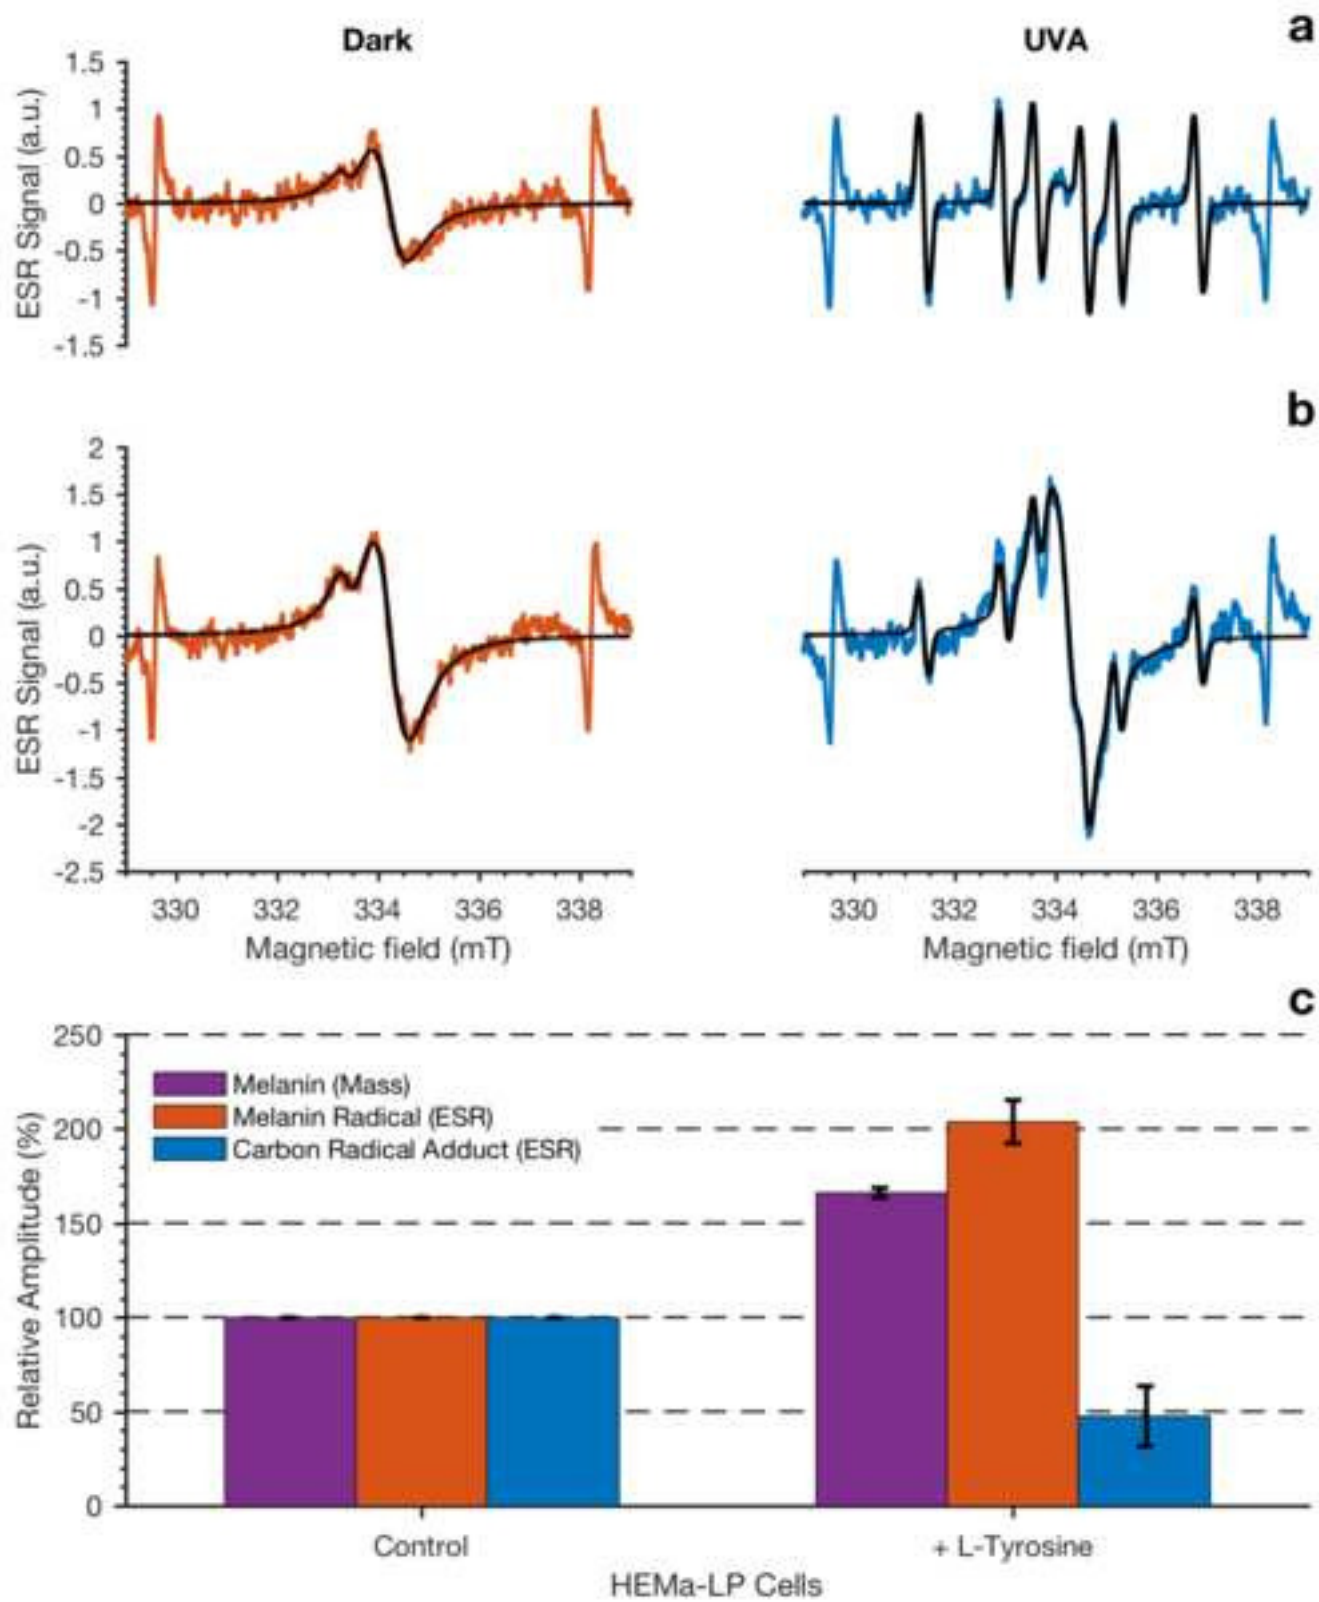 a
Dark
UVA
ESR Signal (a.u.)
1.5
1
0.5
0
-0.5
-1
-1.5
b
ESR Signal (a.u.)
2
1.5
1
0.5
0
-0.5
-1
-1.5
-2
-2.5
330 332 334 336 338
330 332 334 336 338
Magnetic field (mT)
Magnetic field (mT)
c
Relative Amplitude (%)
250
200
150
100
50
0
Melanin (Mass)
Melanin Radical (ESR)
Carbon Radical Adduct (ESR)
Control
+ L-Tyrosine
HEMa-LP Cells